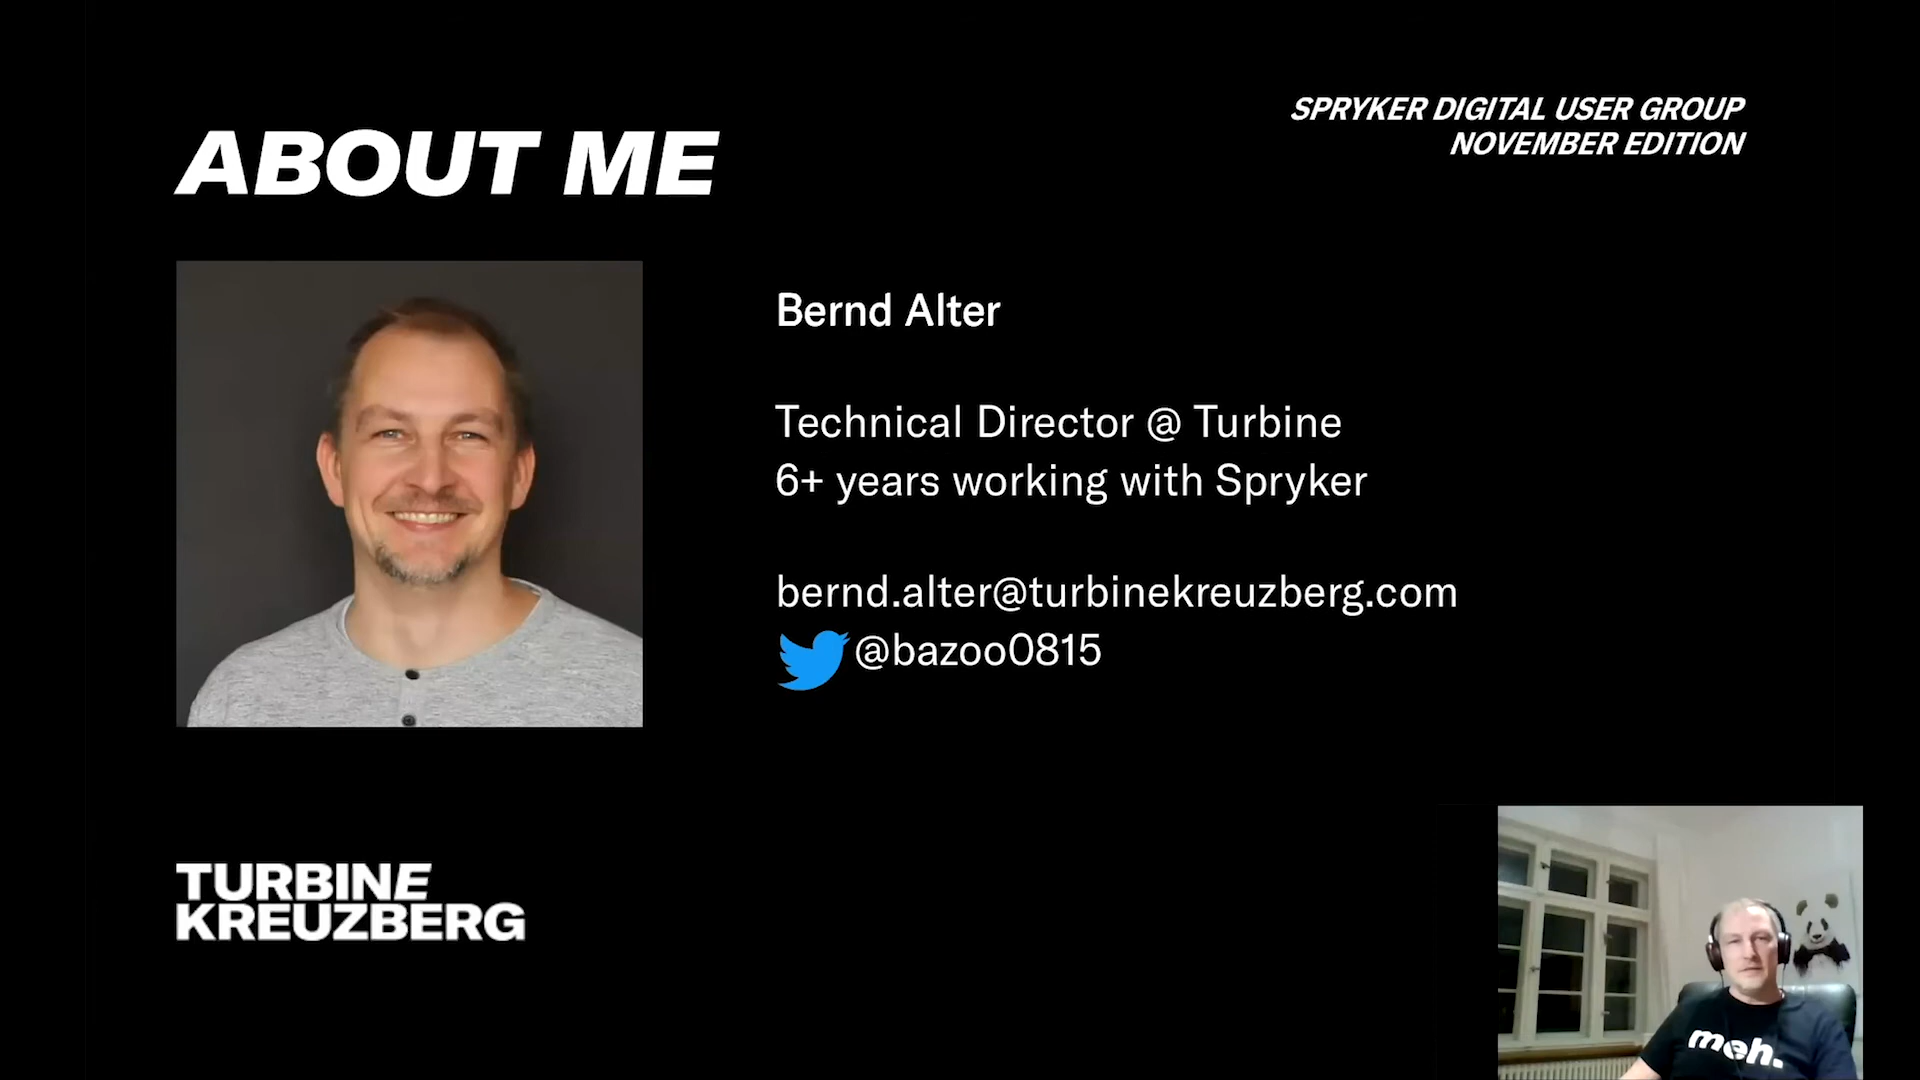 ABOUT ME
SPRYKER DIGITAL USER GROUP
NOVEMBER EDITION
Bernd Alter
Technical Director @ Turbine
6+ years working with Spryker
bernd.alter@turbinekreuzberg.com
@bazoo0815
TURBINE
KREUZBERG
meh.